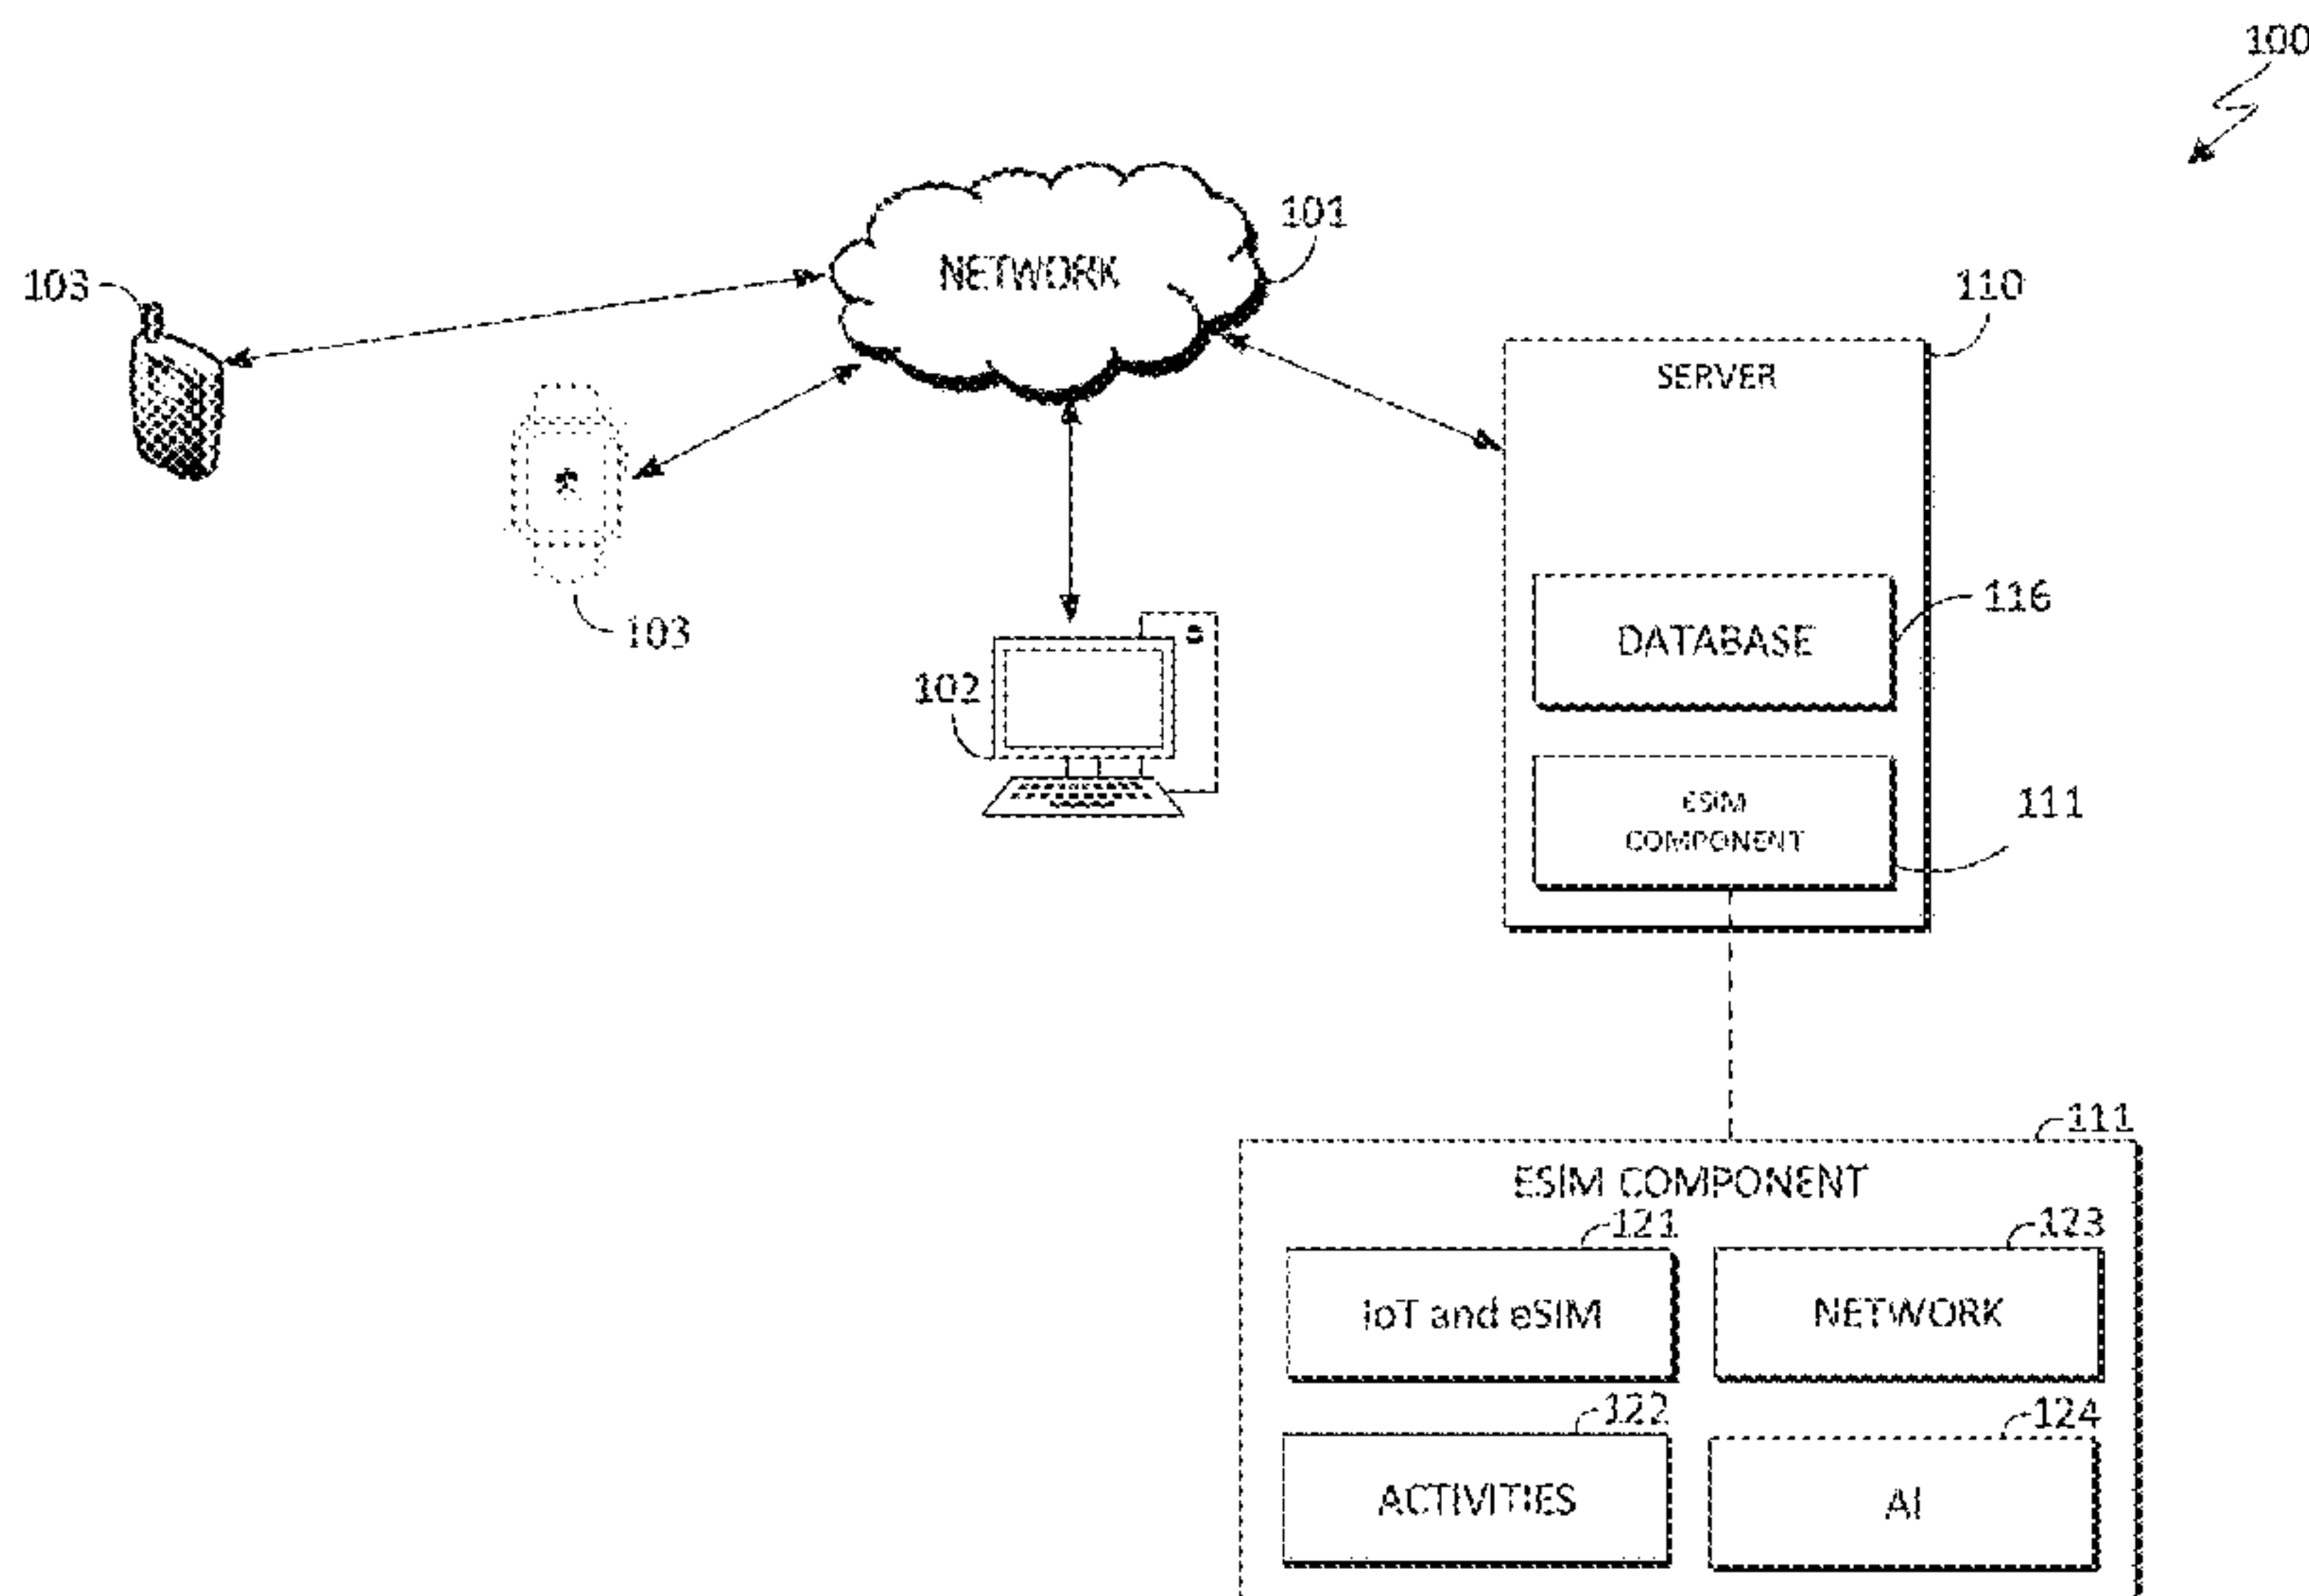 100
101
NETWORK
103
110
SERVER
116
DATABASE
103
102
ESIM
COMPONENT
111
111
ESIM COMPONENT
121
123
IoT and eSIM
NETWORK
122
124
ACTIVITIES
AI